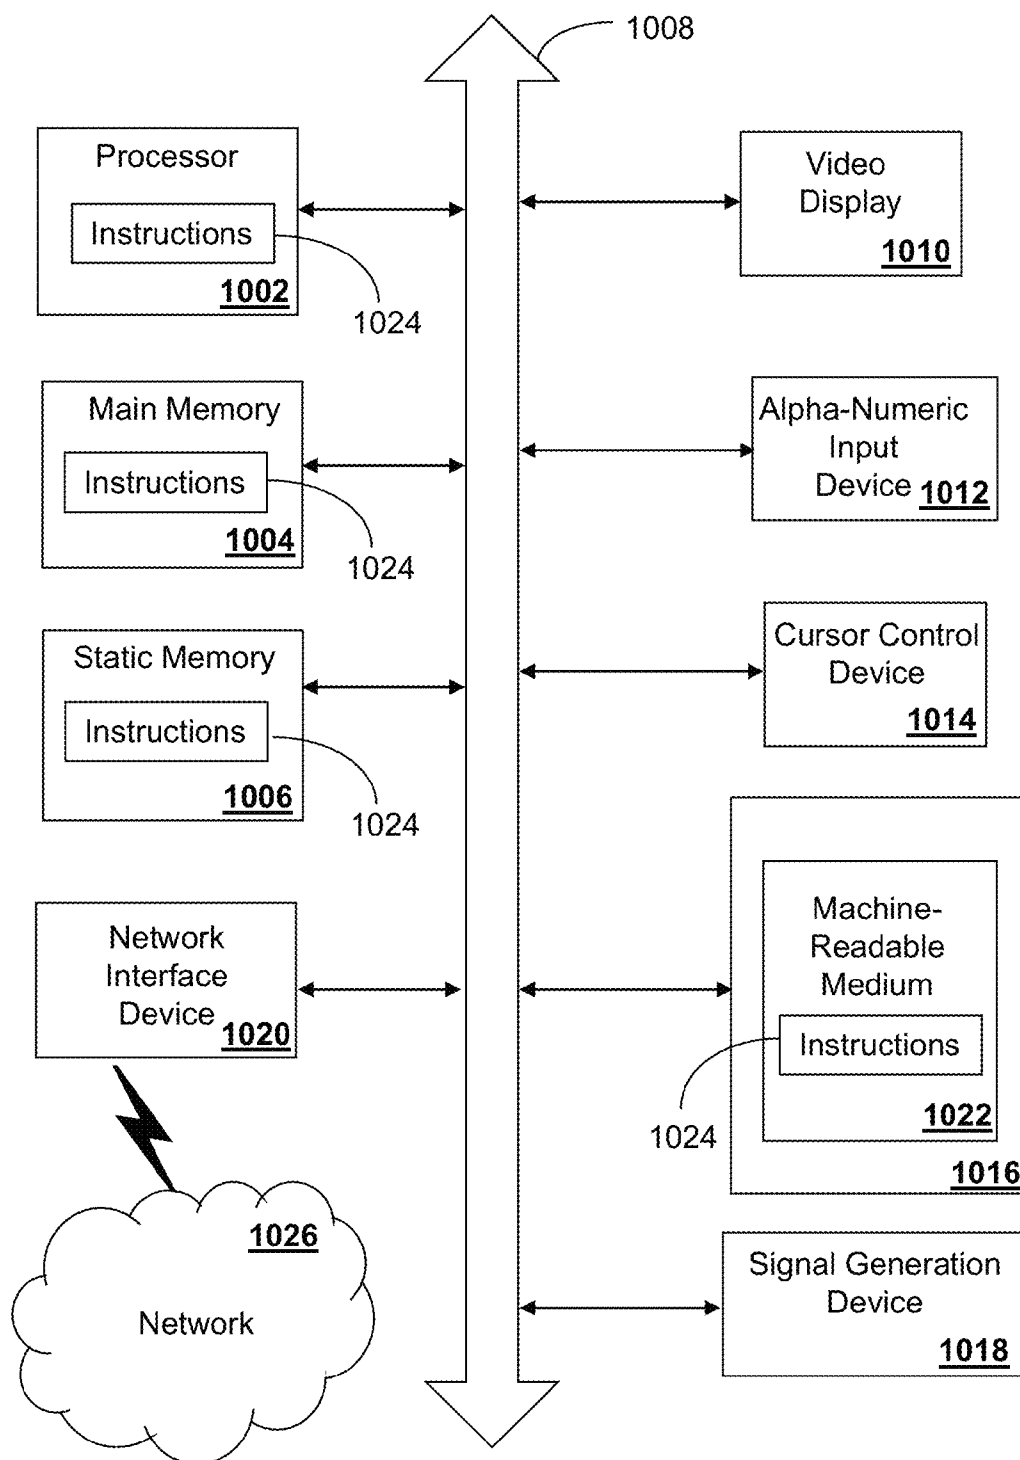 1008
Processor
Instructions
1002
1024
Main Memory
Instructions
1004
1024
Static Memory
Instructions
1006
1024
Network
Interface
Device
1020
1026
Network
Video
Display
1010
Alpha-Numeric
Input
Device
1012
Cursor Control
Device
1014
Machine-
Readable
Medium
Instructions
1024
1022
1016
Signal Generation
Device
1018